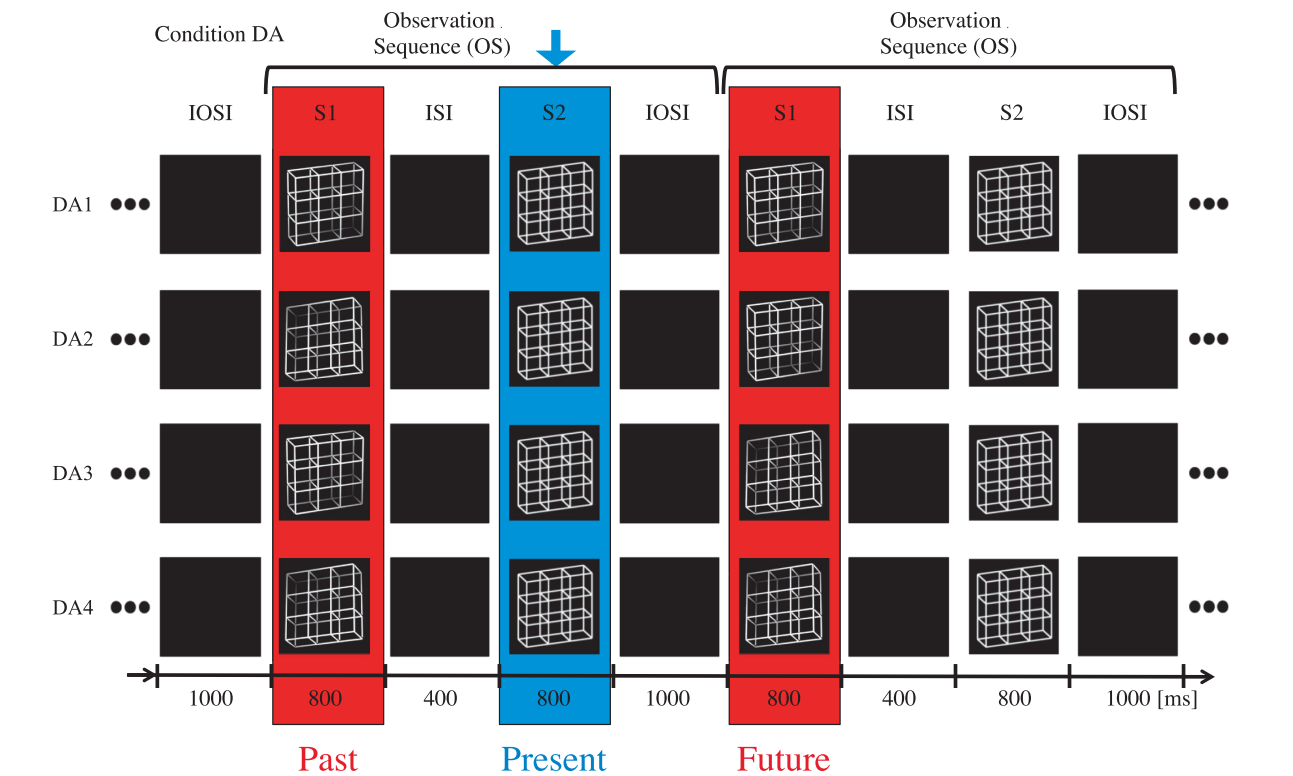 Condition DA
Observation
Sequence (OS)
Observation
Sequence (OS)
IOSI S1 ISI S2 IOSI S1 ISI S2 IOSI
DA1
DA2
DA3
DA4
1000 800 400 800 1000 800 400 800 1000 [ms]
Past Present Future